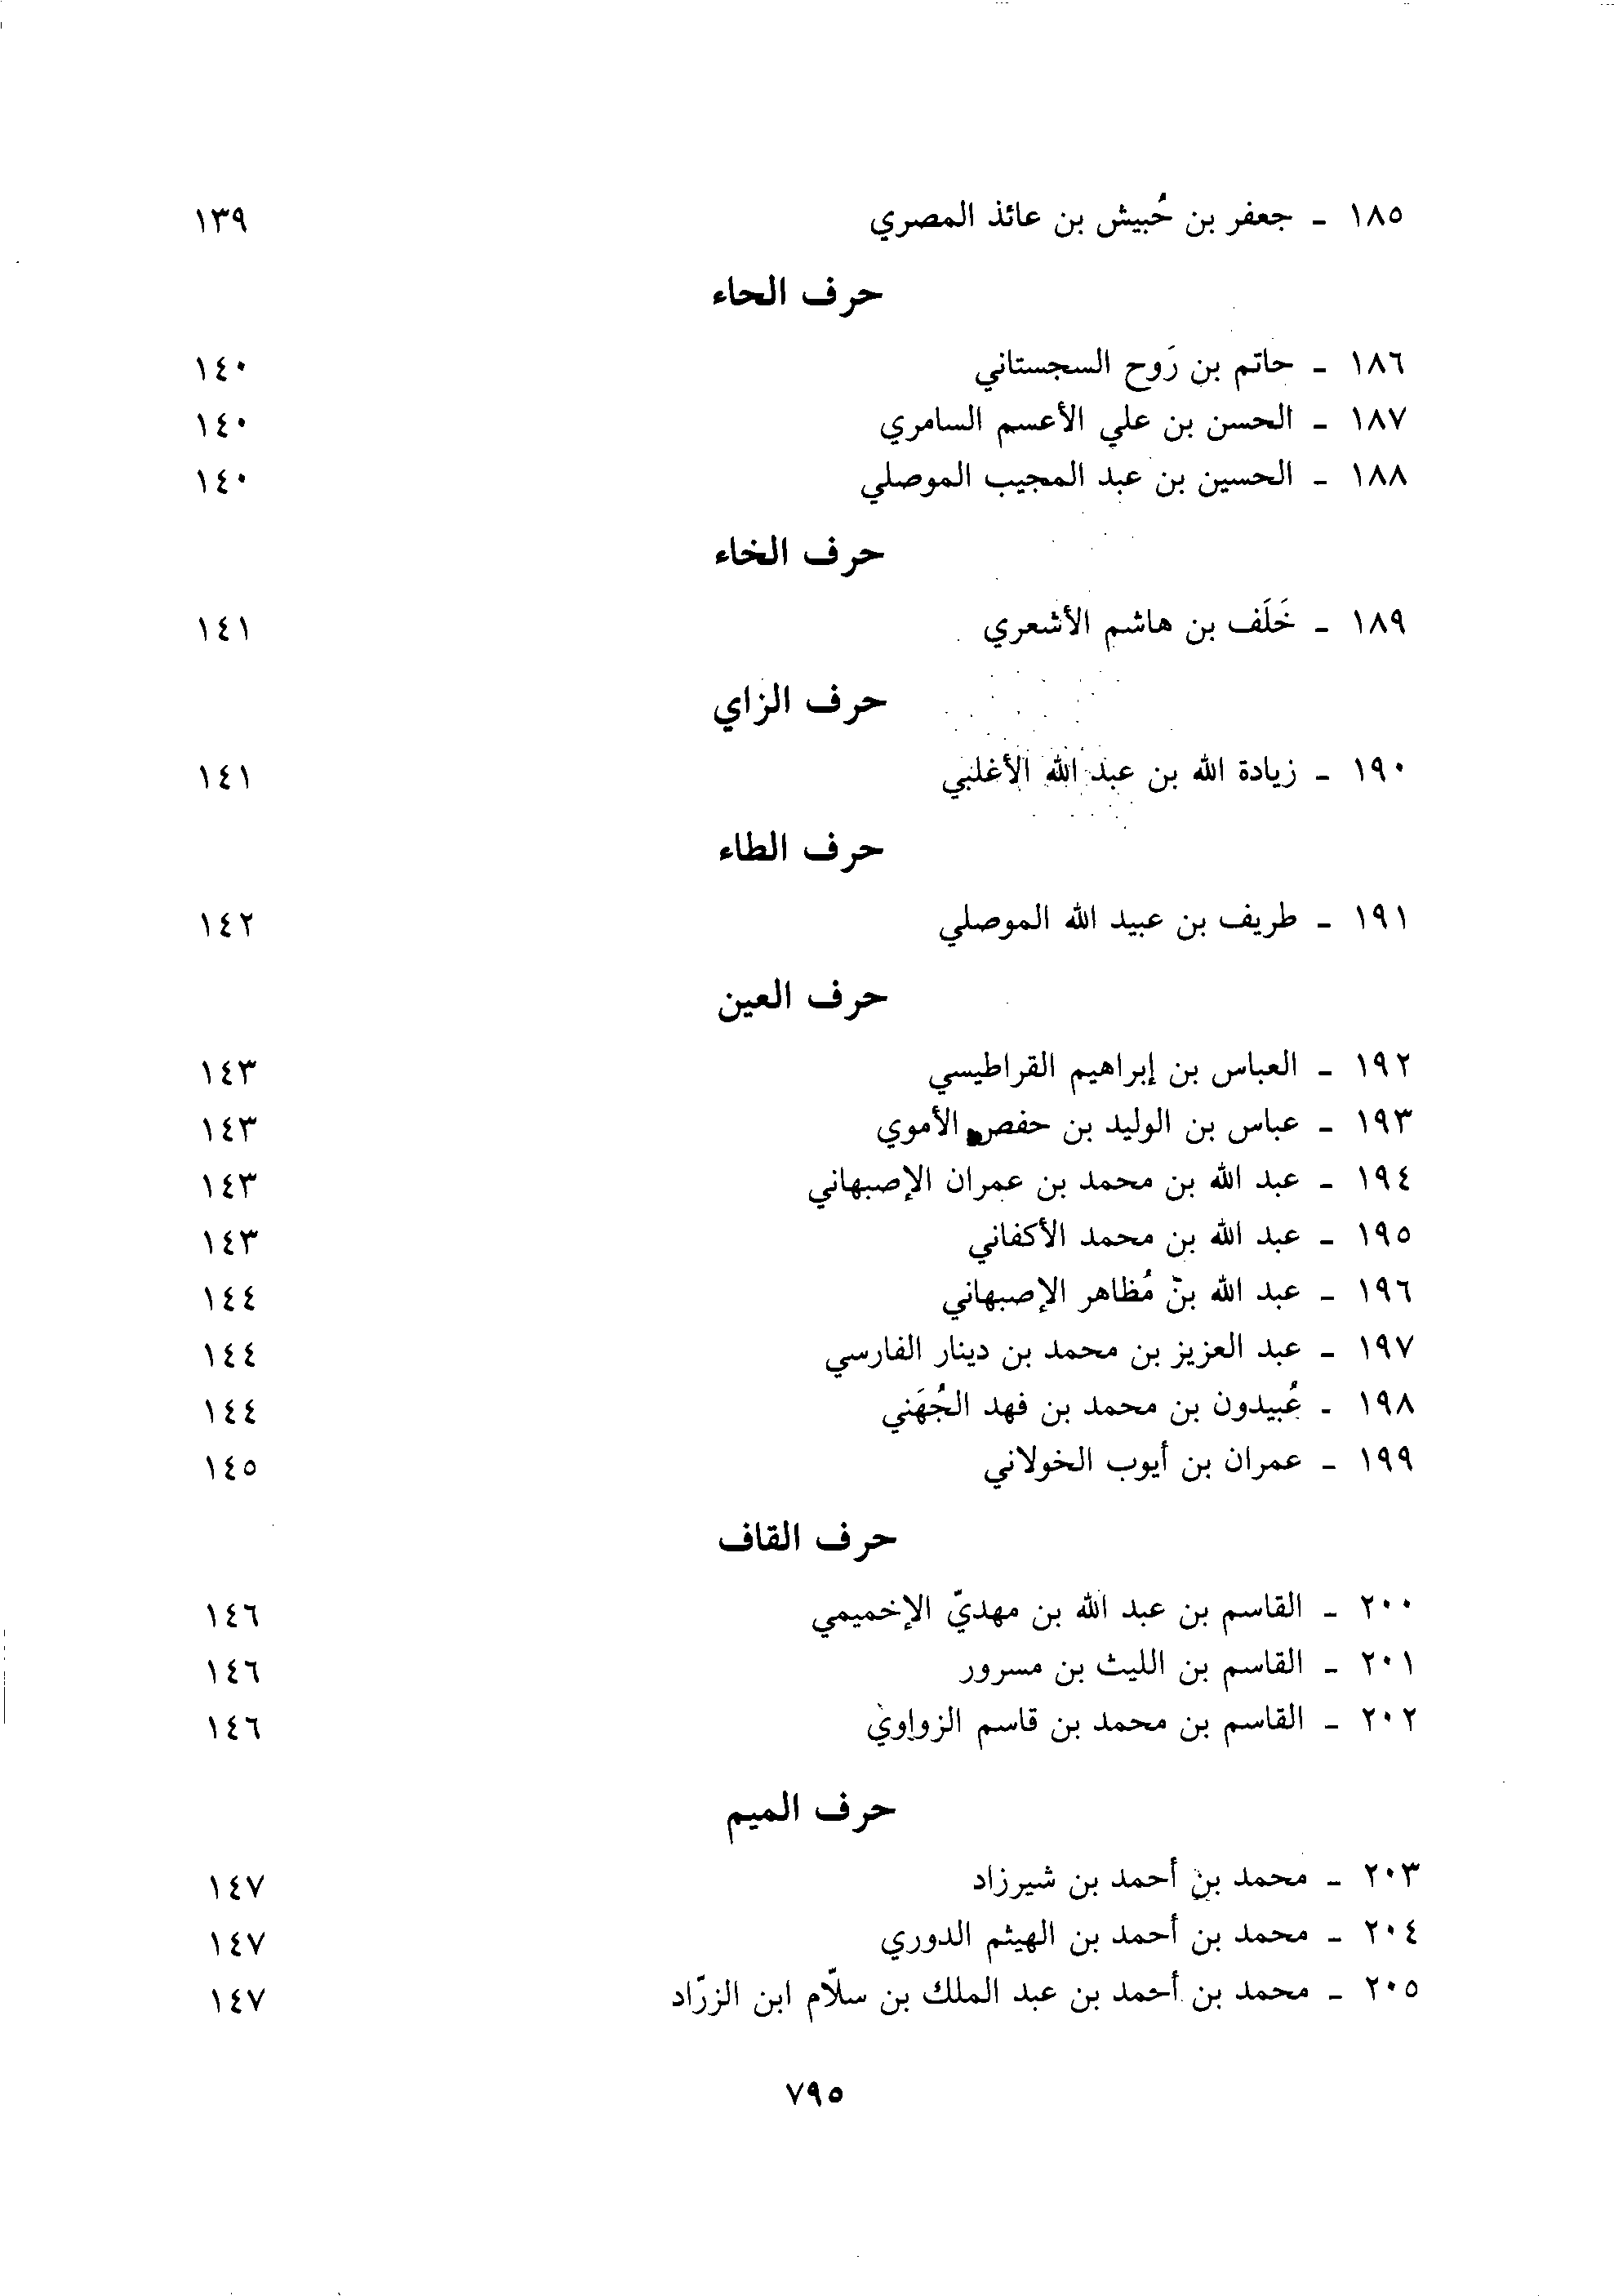 ١٨٥ - جعفر بن حُبيش بن عائذ المصري ١٣٩
حرف الحاء
١٨٦ - حاتم بن رَوح السجستاني ١٤٠
١٨٧ - الحسن بن علي الأعسم السامري ١٤٠
١٨٨ - الحسين بن عبد المجيب الموصلي ١٤٠
حرف الخاء
١٨٩ - خَلَف بن هاشم الأشعري ١٤١
حرف الزاي
١٩٠ - زيادة الله بن عبد الله الأغلبي ١٤١
حرف الطاء
١٩١ - طريف بن عبيد الله الموصلي ١٤٢
حرف العين
١٩٢ - العباس بن إبراهيم القراطيسي ١٤٣
١٩٣ - عباس بن الوليد بن حفص الأموي ١٤٣
١٩٤ - عبد الله بن محمد بن عمران الإصبهاني ١٤٣
١٩٥ - عبد الله بن محمد الأكفاني ١٤٣
١٩٦ - عبد الله بن مُظاهر الإصبهاني ١٤٤
١٩٧ - عبد العزيز بن محمد بن دينار الفارسي ١٤٤
١٩٨ - عُبيدون بن محمد بن فهد الجُهَني ١٤٤
١٩٩ - عمران بن أيوب الخولاني ١٤٥
حرف القاف
٢٠٠ - القاسم بن عبد الله بن مهديّ الإخميمي ١٤٦
٢٠١ - القاسم بن الليث بن مسرور ١٤٦
٢٠٢ - القاسم بن محمد بن قاسم الزواوي ١٤٦
حرف الميم
٢٠٣ - محمد بن أحمد بن شيرزاد ١٤٧
٢٠٤ - محمد بن أحمد بن الهيثم الدوري ١٤٧
٢٠٥ - محمد بن أحمد بن عبد الملك بن سلاّم ابن الزرّاد ١٤٧
٧٩٥